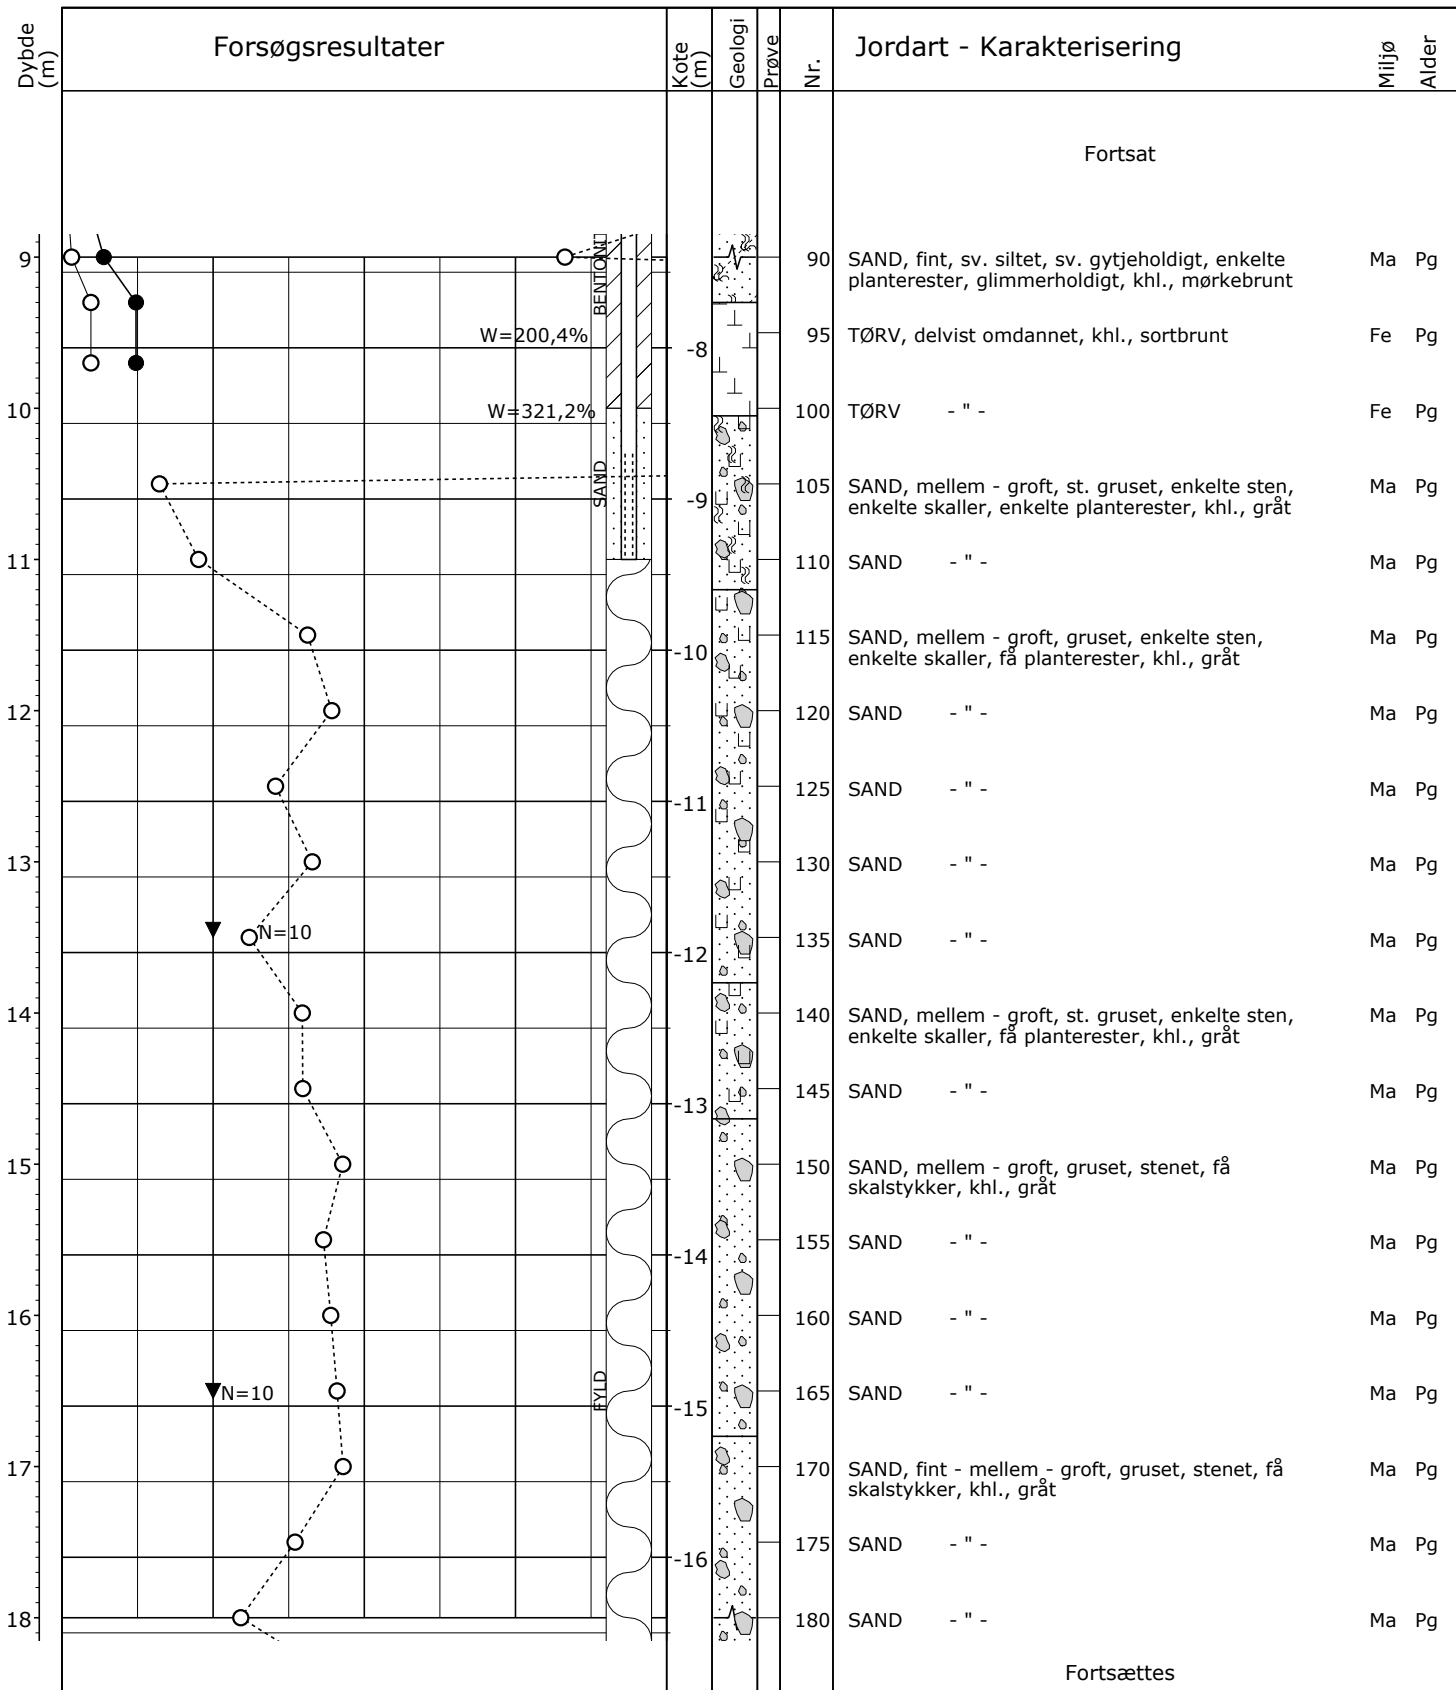 Dybde
(m)
Forsøgsresultater
Kote
(m)
Geologi
Prøve
Nr.
Jordart - Karakterisering
Miljø
Alder
Fortsat
9
BENTONIT
90 SAND, fint, sv. siltet, sv. gytjeholdigt, enkelte Ma Pg
planterester, glimmerholdigt, khl., mørkebrunt
W=200,4%
-8
95 TØRV, delvist omdannet, khl., sortbrunt Fe Pg
10
W=321,2%
100 TØRV - " - Fe Pg
SAND
-9
105 SAND, mellem - groft, st. gruset, enkelte sten, Ma Pg
enkelte skaller, enkelte planterester, khl., gråt
11
110 SAND - " - Ma Pg
-10
115 SAND, mellem - groft, gruset, enkelte sten, Ma Pg
enkelte skaller, få planterester, khl., gråt
12
120 SAND - " - Ma Pg
-11
125 SAND - " - Ma Pg
13
130 SAND - " - Ma Pg
N=10
-12
135 SAND - " - Ma Pg
14
140 SAND, mellem - groft, st. gruset, enkelte sten, Ma Pg
enkelte skaller, få planterester, khl., gråt
-13
145 SAND - " - Ma Pg
15
150 SAND, mellem - groft, gruset, stenet, få Ma Pg
skalstykker, khl., gråt
-14
155 SAND - " - Ma Pg
16
160 SAND - " - Ma Pg
N=10
FYLD
-15
165 SAND - " - Ma Pg
17
170 SAND, fint - mellem - groft, gruset, stenet, få Ma Pg
skalstykker, khl., gråt
-16
175 SAND - " - Ma Pg
18
180 SAND - " - Ma Pg
Fortsættes